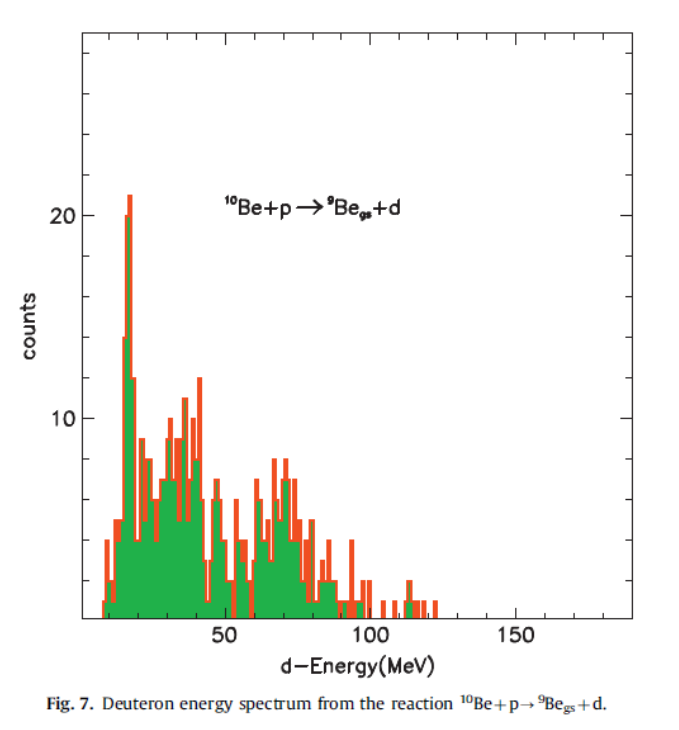 ¹⁰Be+p→⁹Be_gs+d
20
10
counts
50 100 150
d-Energy(MeV)
Fig. 7. Deuteron energy spectrum from the reaction ¹⁰Be+p→⁹Be_gs+d.